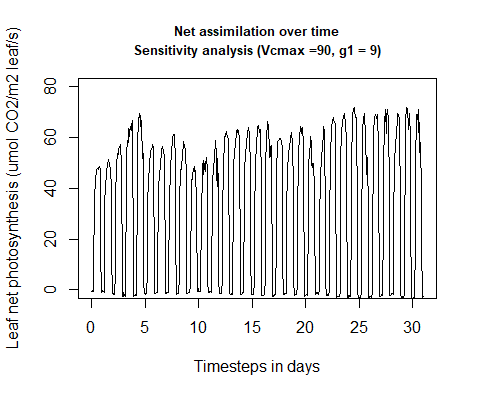 Net assimilation over time
Sensitivity analysis (Vcmax =90, g1 = 9)
Leaf net photosynthesis (umol CO2/m2 leaf/s)
80
60
40
20
0
0 5 10 15 20 25 30
Timesteps in days